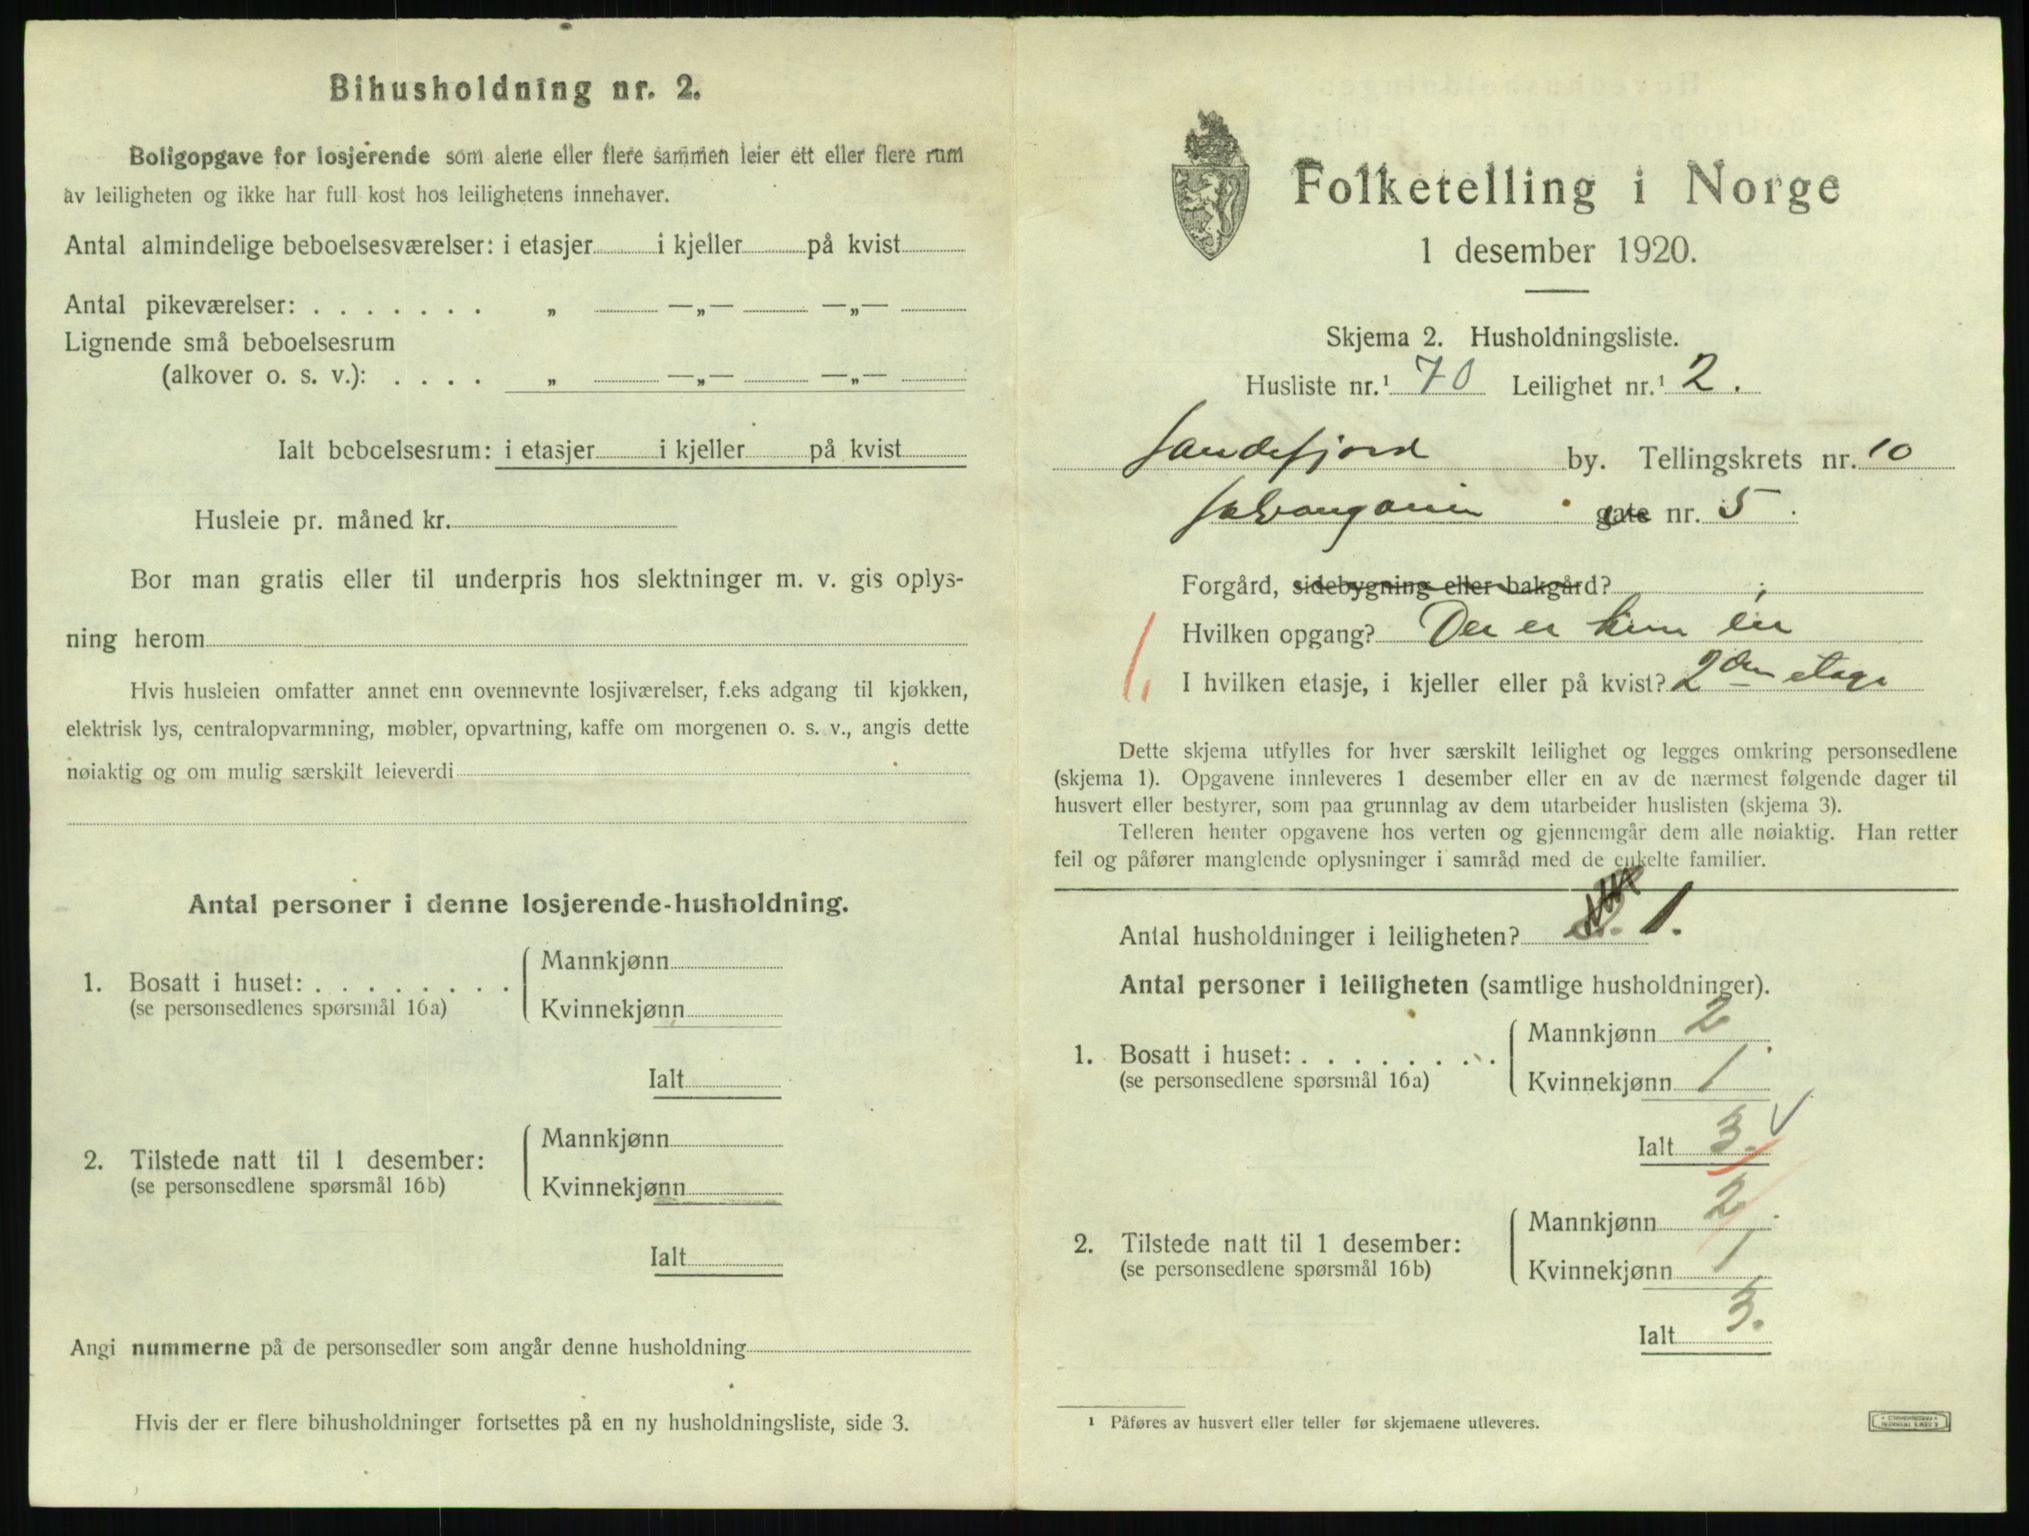 Bihusholdning nr. 2.
Boligopgave for losjerende som alene eller flere sammen leier ett eller flere rum
av leiligheten og ikke har full kost hos leilighetens innehaver.
Antal almindelige beboelsesværelser: i etasjer i kjeller på kvist
Antal pikeværelser: . . . . . . . „ —„— —„—
Lignende små beboelsesrum
(alkover o. s. v.): . . . . „ —„— —„—
Ialt beboelsesrum: i etasjer i kjeller på kvist
Husleie pr. måned kr.
Bor man gratis eller til underpris hos slektninger m. v. gis oplys-
ning herom
Hvis husleien omfatter annet enn ovennevnte losjiværelser, f.eks adgang til kjøkken,
elektrisk lys, centralopvarmning, møbler, opvartning, kaffe om morgenen o. s. v., angis dette
nøiaktig og om mulig særskilt leieverdi
Antal personer i denne losjerende-husholdning.
Mannkjønn
1. Bosatt i huset: . . . . . . . .
(se personsedlenes spørsmål 16a)
Kvinnekjønn
Ialt
Mannkjønn
2. Tilstede natt til 1 desember:
(se personsedlene spørsmål 16b)
Kvinnekjønn
Ialt
Angi nummerne på de personsedler som angår denne husholdning
Hvis der er flere bihusholdninger fortsettes på en ny husholdningsliste, side 3.
Folketelling i Norge
1 desember 1920.
Skjema 2. Husholdningsliste.
Husliste nr.¹ 70 Leilighet nr.¹ 2.
Sandefjord by. Tellingskrets nr. 10
gate nr. 5.
Forgård, sidebygning eller bakgård?
Hvilken opgang? Der er kun én
I hvilken etasje, i kjeller eller på kvist? 2den etage
Dette skjema utfylles for hver særskilt leilighet og legges omkring personsedlene
(skjema 1). Opgavene innleveres 1 desember eller en av de nærmest følgende dager til
husvert eller bestyrer, som paa grunnlag av dem utarbeider huslisten (skjema 3).
Telleren henter opgavene hos verten og gjennemgår dem alle nøiaktig. Han retter
feil og påfører manglende oplysninger i samråd med de enkelte familier.
Antal husholdninger i leiligheten? 1.
Antal personer i leiligheten (samtlige husholdninger).
Mannkjønn 2
1. Bosatt i huset: . . . . . . . .
(se personsedlene spørsmål 16a)
Kvinnekjønn 1
Ialt 3.
Mannkjønn 2
2. Tilstede natt til 1 desember:
(se personsedlene spørsmål 16b)
Kvinnekjønn 1
Ialt 3.
¹ Påføres av husvert eller teller før skjemaene utleveres.